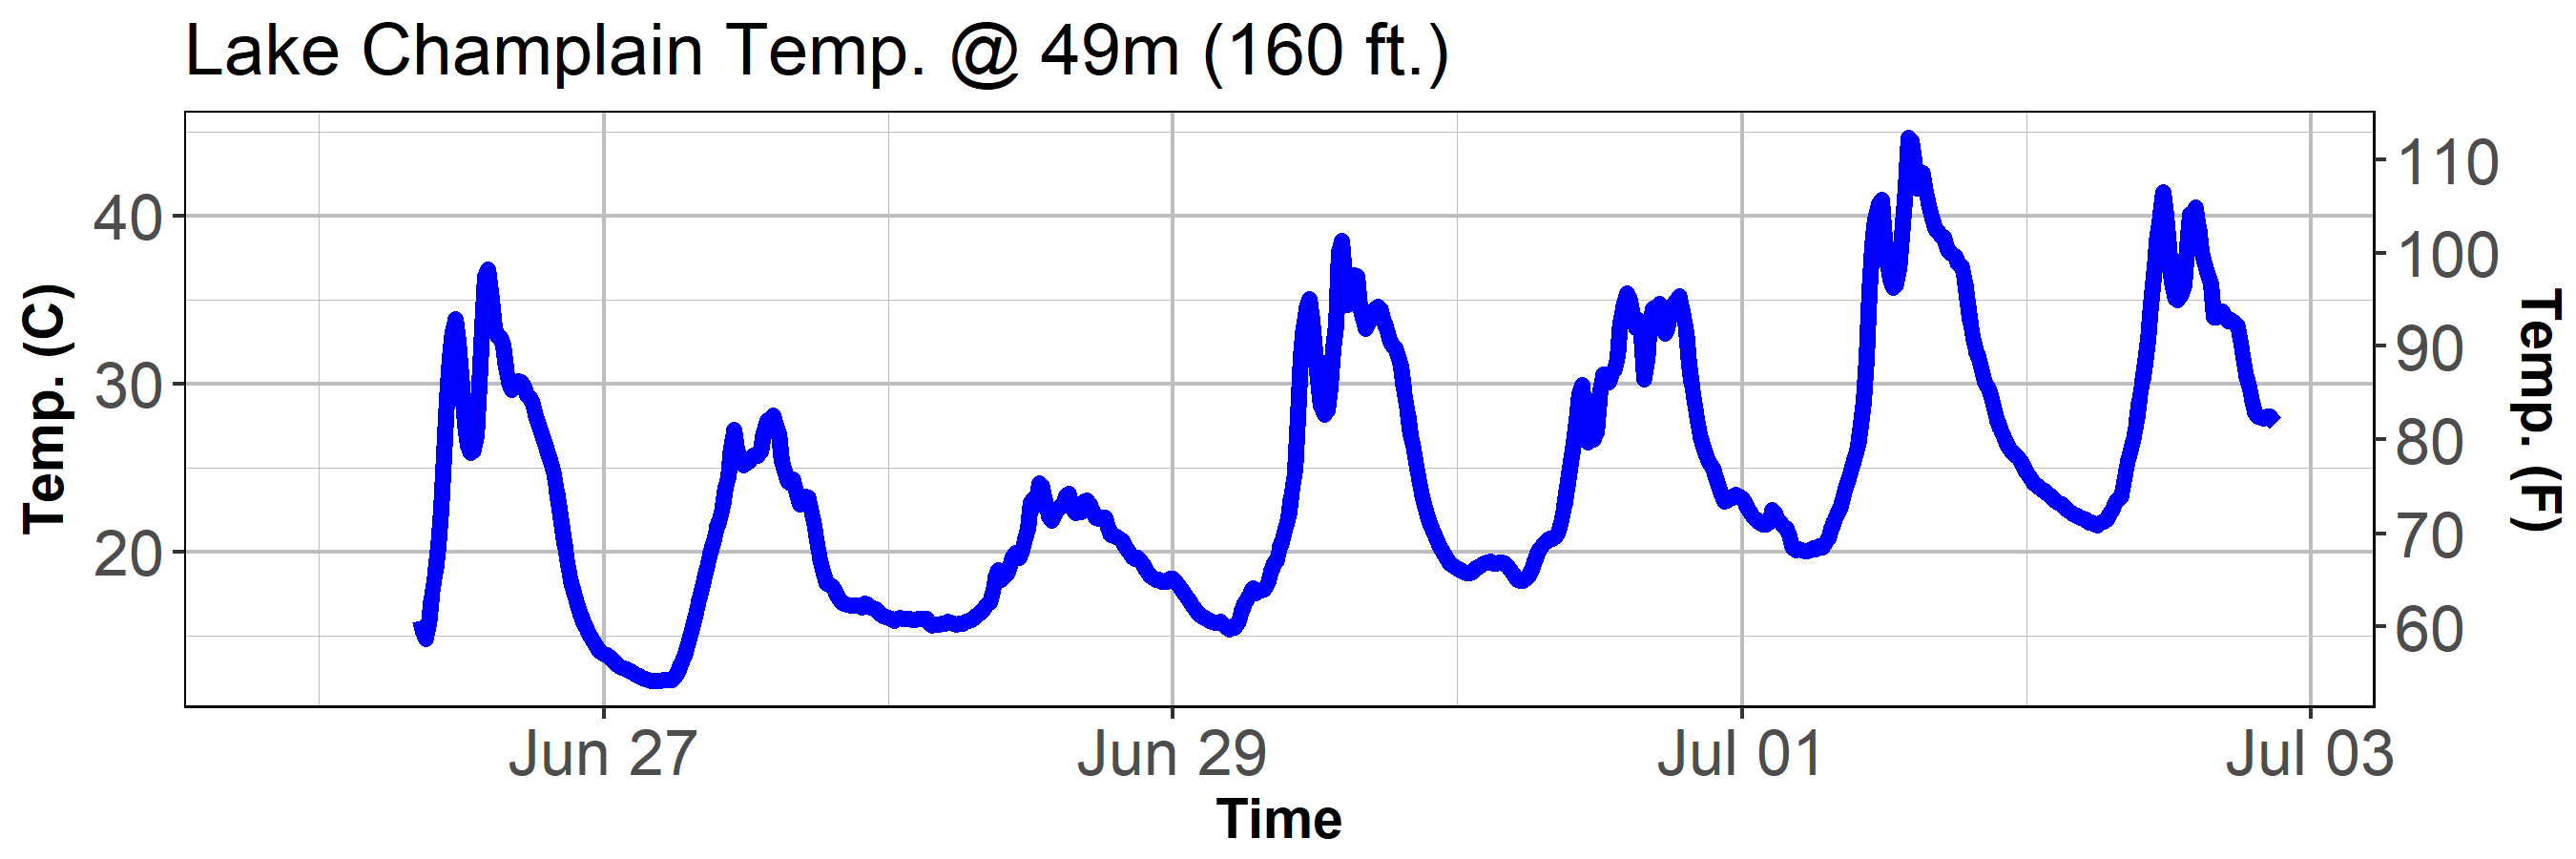 Lake Champlain Temp. @ 49m (160 ft.)
Temp. (C)
40
30
20
110
100
90
80
70
60
Temp. (F)
Jun 27 Jun 29 Jul 01 Jul 03
Time